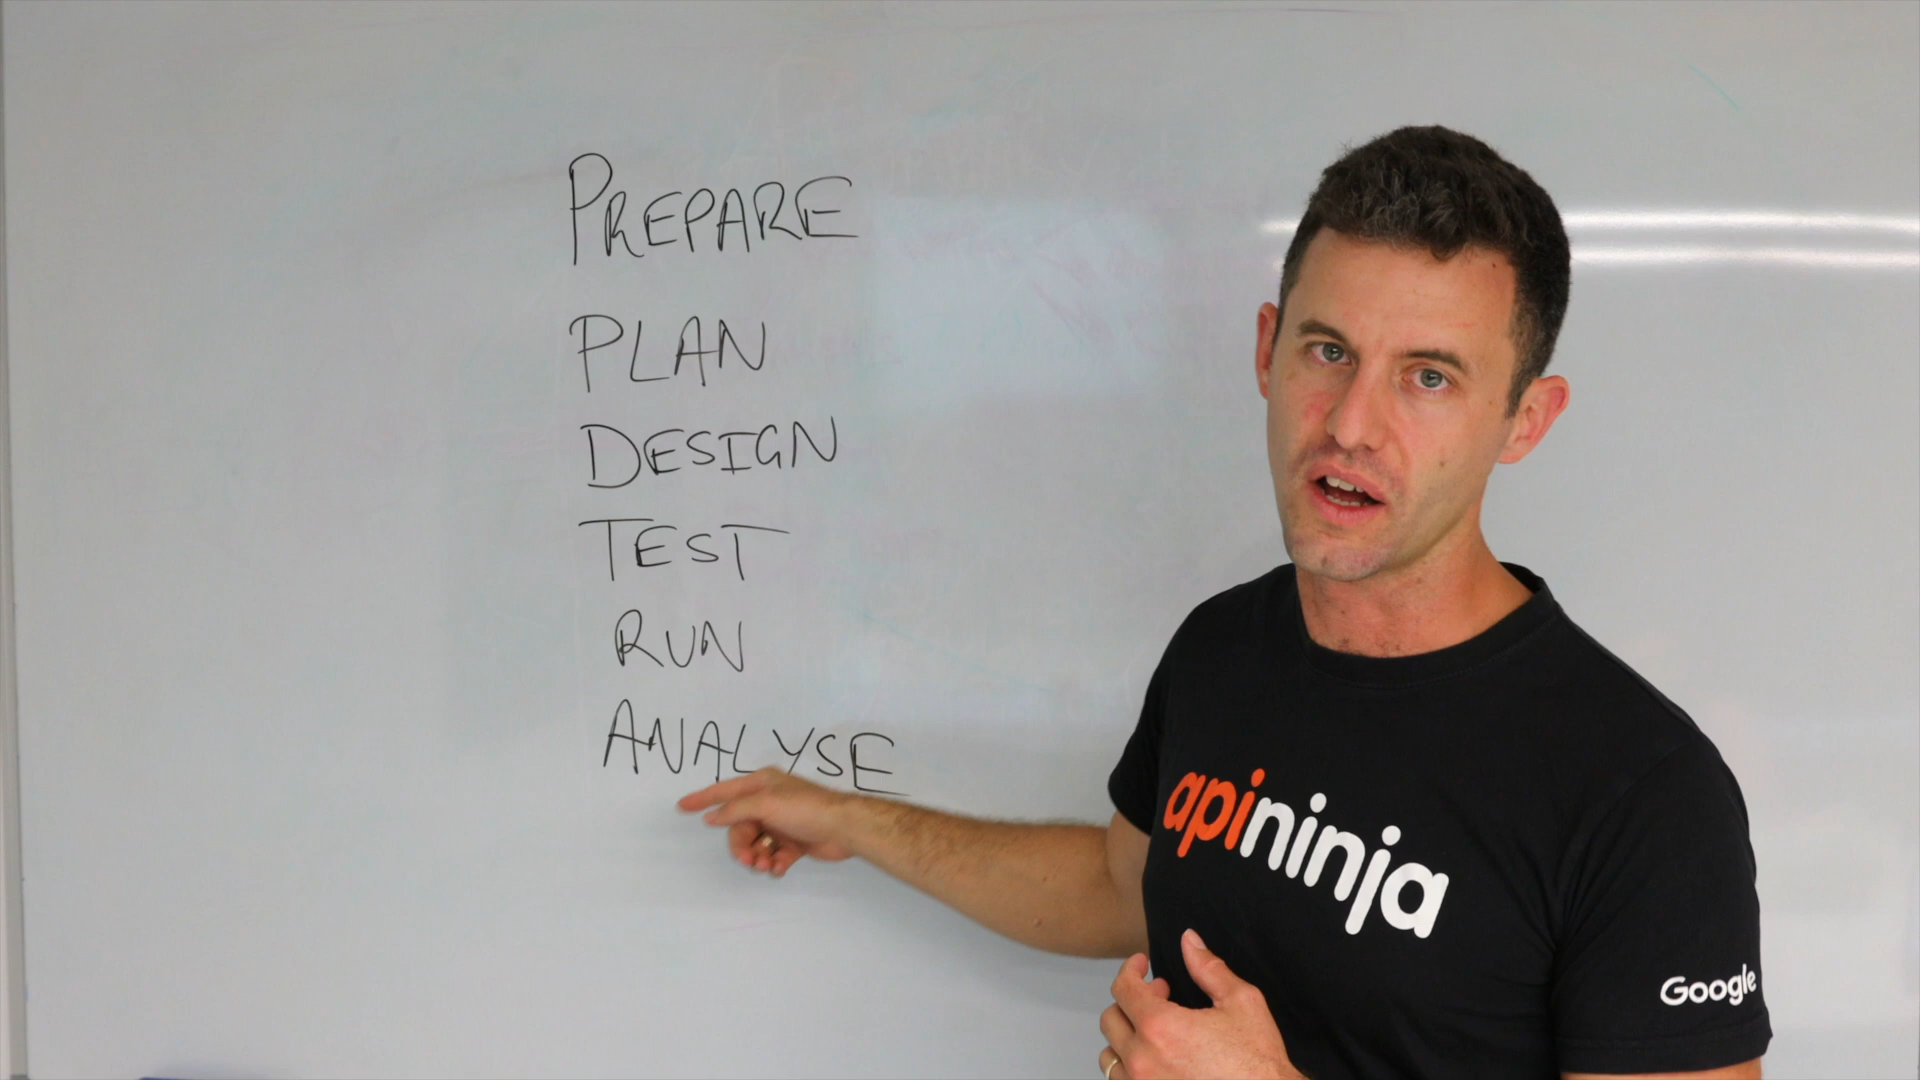 PREPARE
PLAN
DESIGN
TEST
RUN
ANALYSE
apininja
Google